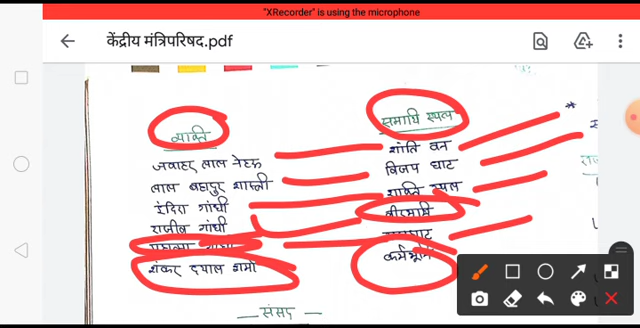 "XRecorder" is using the microphone
केंद्रीय मंत्रिपरिषद.pdf
व्यक्ति समाधि स्थल
जवाहर लाल नेहरू शांति वन
लाल बहादुर शास्त्री विजय घाट
इंदिरा गांधी शक्ति स्थल
राजीव गांधी वीरभूमि
शंकर दयाल शर्मा कर्मभूमि
संसद